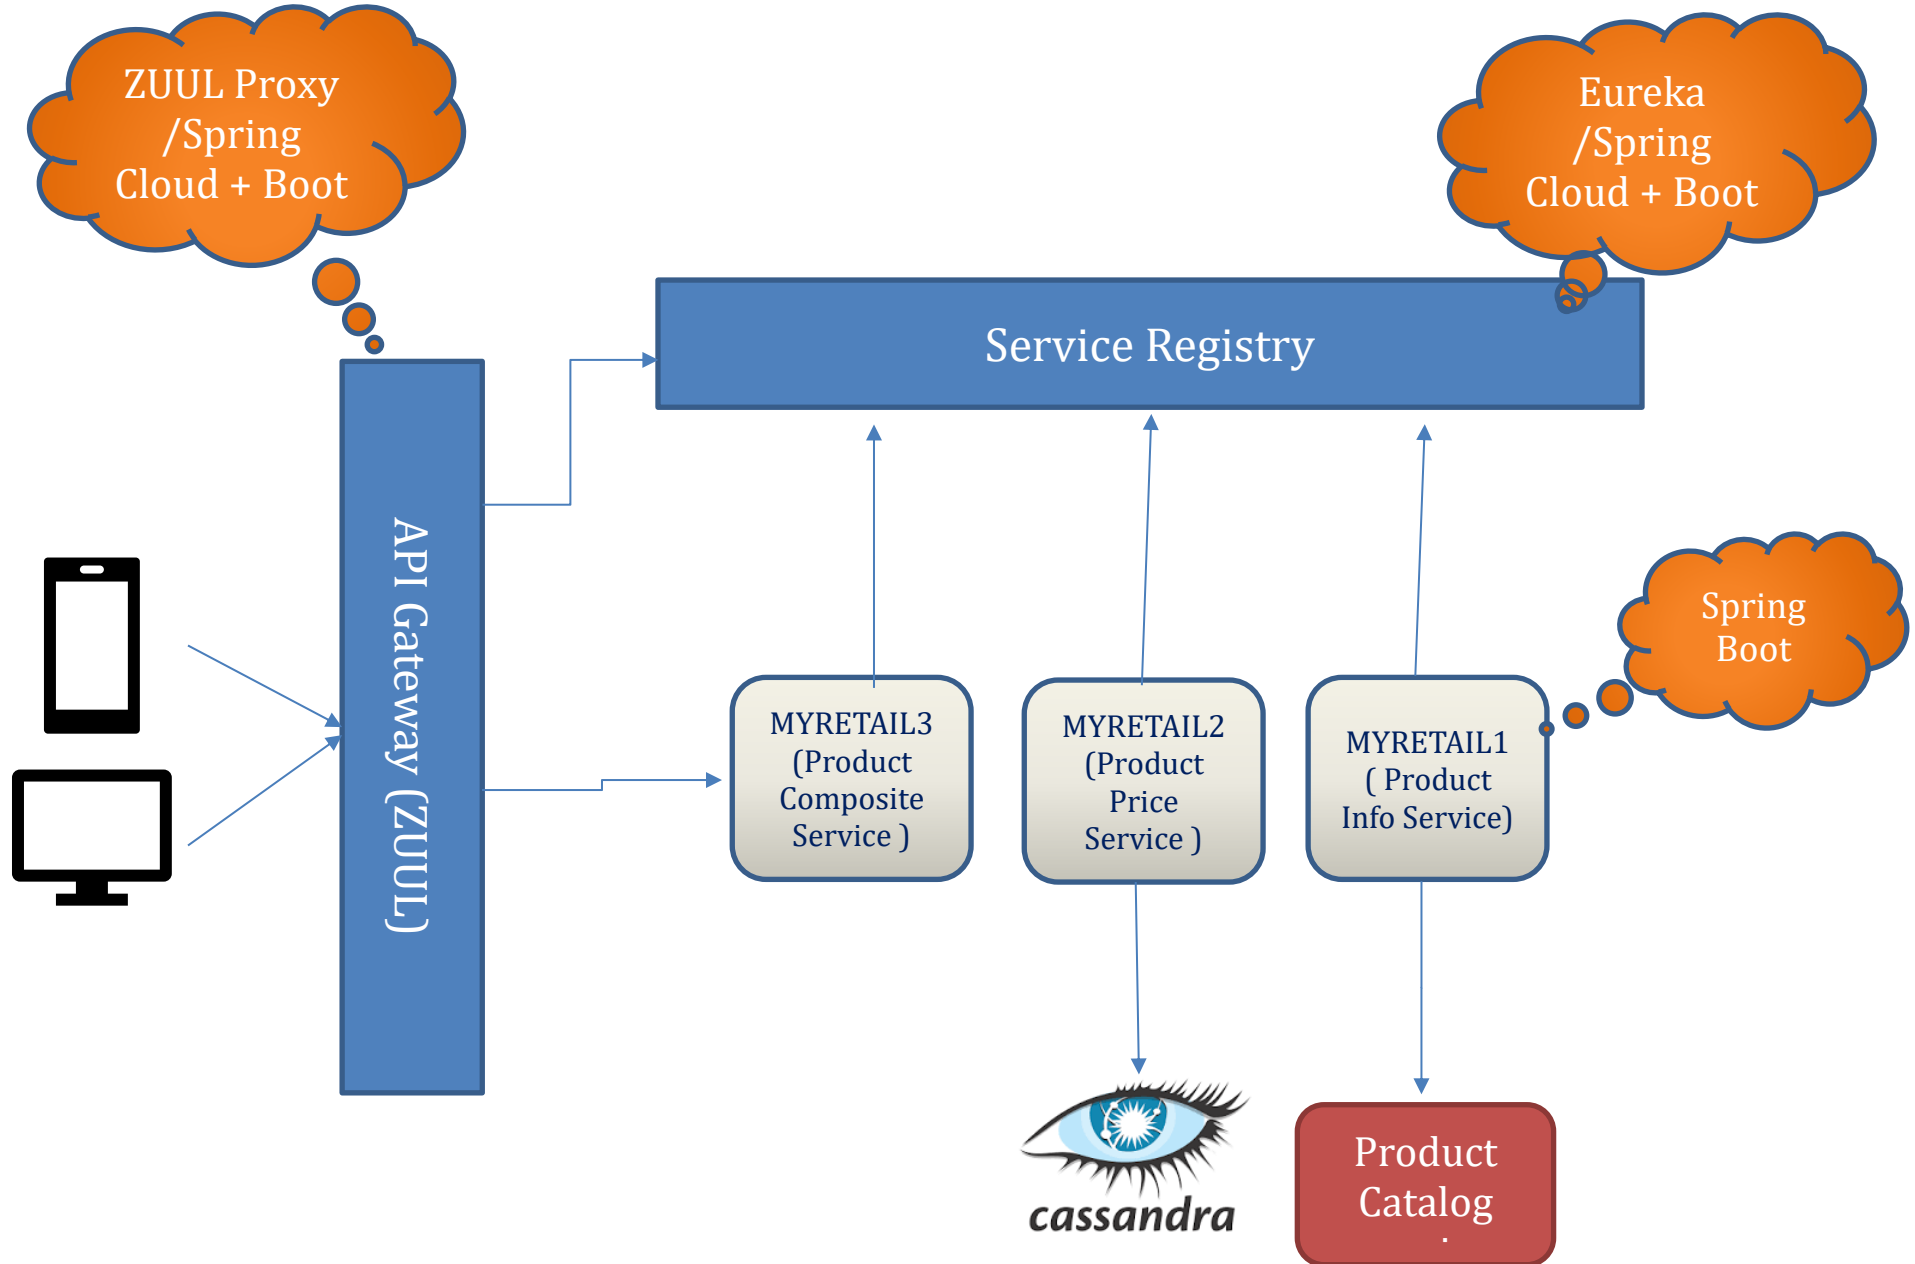 ZUUL Proxy
/Spring
Cloud + Boot
Eureka
/Spring
Cloud + Boot
Service Registry
API Gateway (ZUUL)
Spring
Boot
MYRETAIL3
(Product
Composite
Service )
MYRETAIL2
(Product
Price
Service )
MYRETAIL1
( Product
Info Service)
cassandra
Product
Catalog